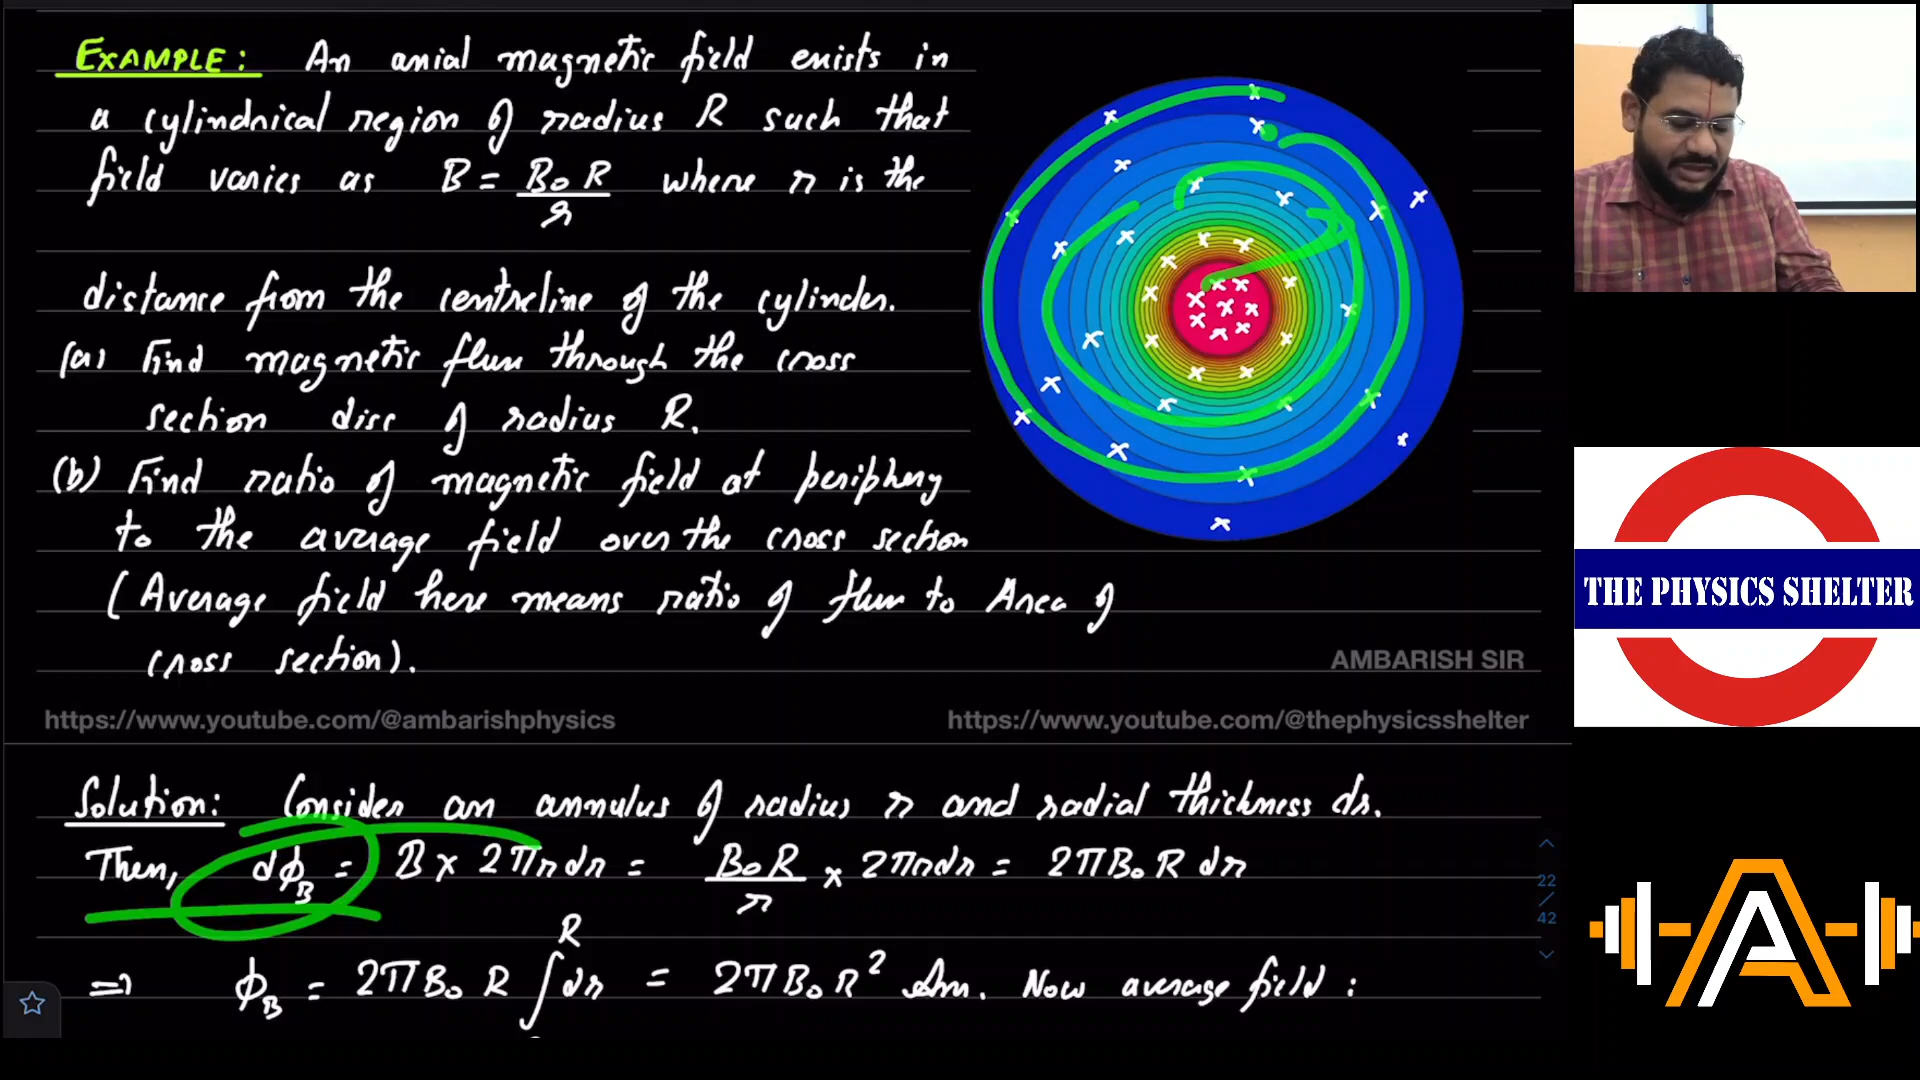 EXAMPLE: An axial magnetic field exists in
a cylindrical region of radius R such that
field varies as B = B₀R/r where r is the
distance from the centreline of the cylinder.
(a) Find magnetic flux through the cross
section disc of radius R.
(b) Find ratio of magnetic field at periphery
to the average field over the cross section
(Average field here means ratio of flux to Area of
cross section).
AMBARISH SIR
https://www.youtube.com/@ambarishphysics
https://www.youtube.com/@thephysicsshelter
Solution: Consider an annulus of radius r and radial thickness dr.
Then, dϕ_B = B × 2πr dr = B₀R/r × 2πr dr = 2πB₀R dr
⇒ ϕ_B = 2πB₀R ∫^R dr = 2πB₀R² Ans. Now average field:
22
/
42
THE PHYSICS SHELTER
A